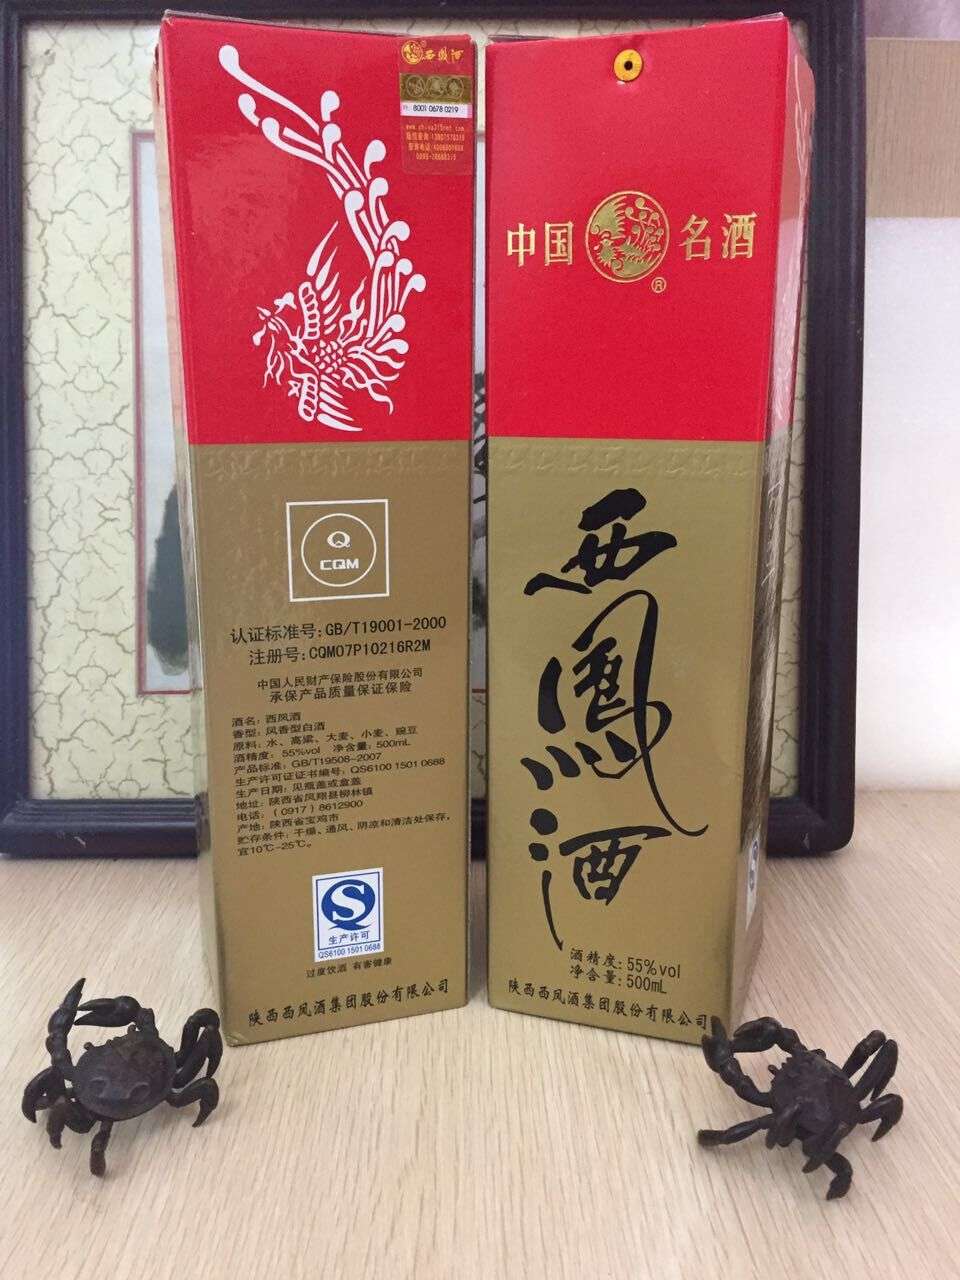 西鳳酒
8001 0678 0219
Q
CQM
认证标准号:GB/T19001-2000
注册号:CQM07P10216R2M
中国人民财产保险股份有限公司
承保产品质量保证保险
酒名：西凤酒
香型：凤香型白酒
原料：水、高粱、大麦、小麦、豌豆
酒精度：55%vol 净含量：500mL
产品标准：GB/T19508-2007
生产许可证证书编号：QS6100 1501 0688
生产日期：见瓶盖或盒盖
地址：陕西省凤翔县柳林镇
电话：（0917）8612900
产地：陕西省宝鸡市
贮存条件：干燥、通风、阴凉和清洁处保存，
宜10℃-25℃。
QS
生产许可
QS6100 1501 0688
过度饮酒 有害健康
陕西西凤酒集团股份有限公司
中国名酒
®
西鳳酒
酒精度:55%vol
净含量:500mL
陕西西凤酒集团股份有限公司